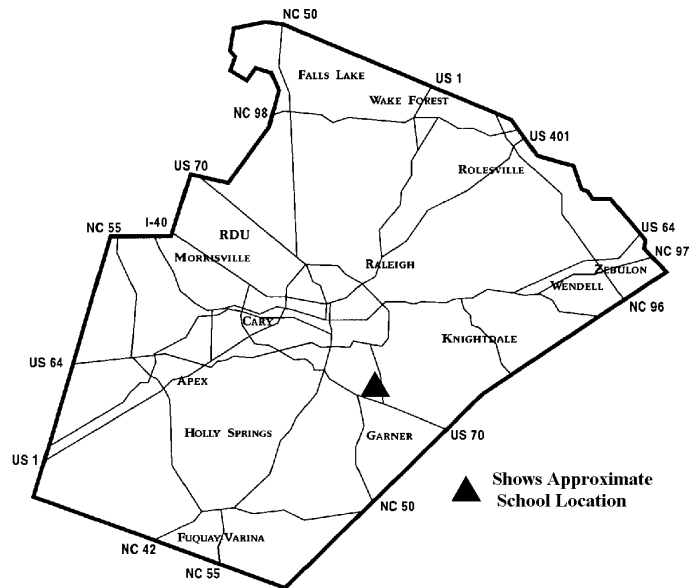 NC 50
FALLS LAKE
US 1
WAKE FOREST
NC 98
US 401
US 70
ROLESVILLE
NC 55
I-40
RDU
US 64
MORRISVILLE
RALEIGH
NC 97
ZEBULON
WENDELL
NC 96
CARY
KNIGHTDALE
US 64
APEX
HOLLY SPRINGS
GARNER
US 70
US 1
Shows Approximate
School Location
NC 50
FUQUAY VARINA
NC 42
NC 55